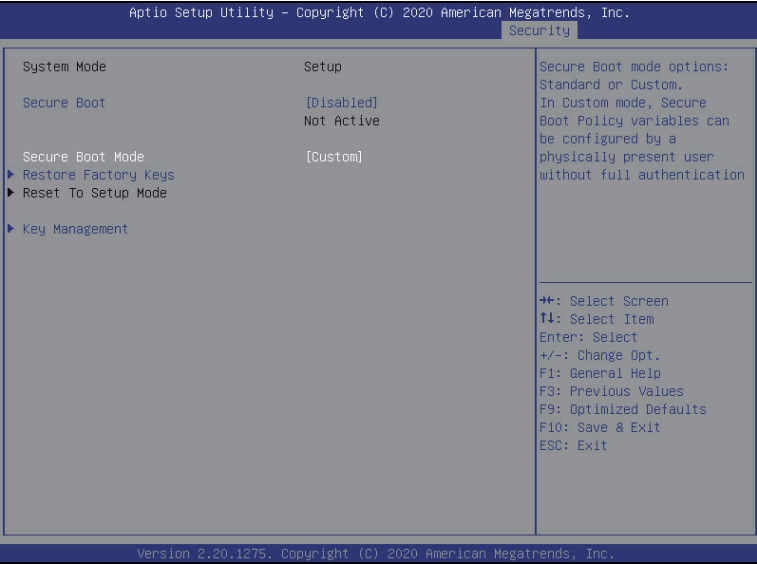 Aptio Setup Utility – Copyright (C) 2020 American Megatrends, Inc.
Security
System Mode Setup
Secure Boot [Disabled]
Not Active
Secure Boot Mode [Custom]
Restore Factory Keys
Reset To Setup Mode
Key Management
Secure Boot mode options:
Standard or Custom.
In Custom mode, Secure
Boot Policy variables can
be configured by a
physically present user
without full authentication
→←: Select Screen
↑↓: Select Item
Enter: Select
+/-: Change Opt.
F1: General Help
F3: Previous Values
F9: Optimized Defaults
F10: Save & Exit
ESC: Exit
Version 2.20.1275. Copyright (C) 2020 American Megatrends, Inc.